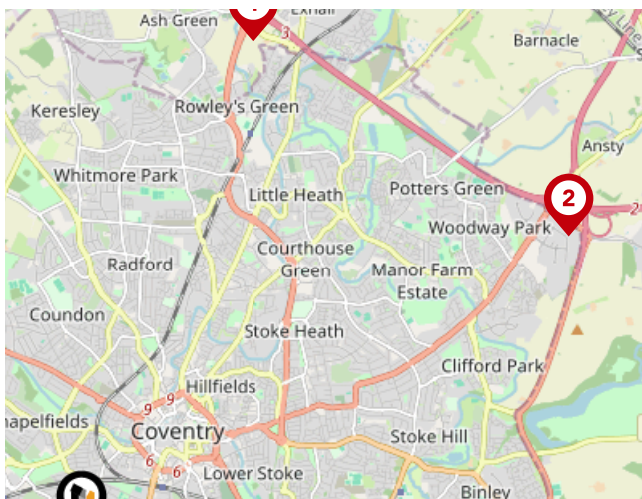 Ash Green
Exhall
3
Barnacle
Keresley
Rowley's Green
Ansty
Whitmore Park
Little Heath
Potters Green
2
2
Woodway Park
Courthouse
Green
Radford
Manor Farm
Estate
Coundon
Stoke Heath
Clifford Park
Hillfields
9
9
hapelfields
Coventry
Stoke Hill
6
6
Lower Stoke
Binley